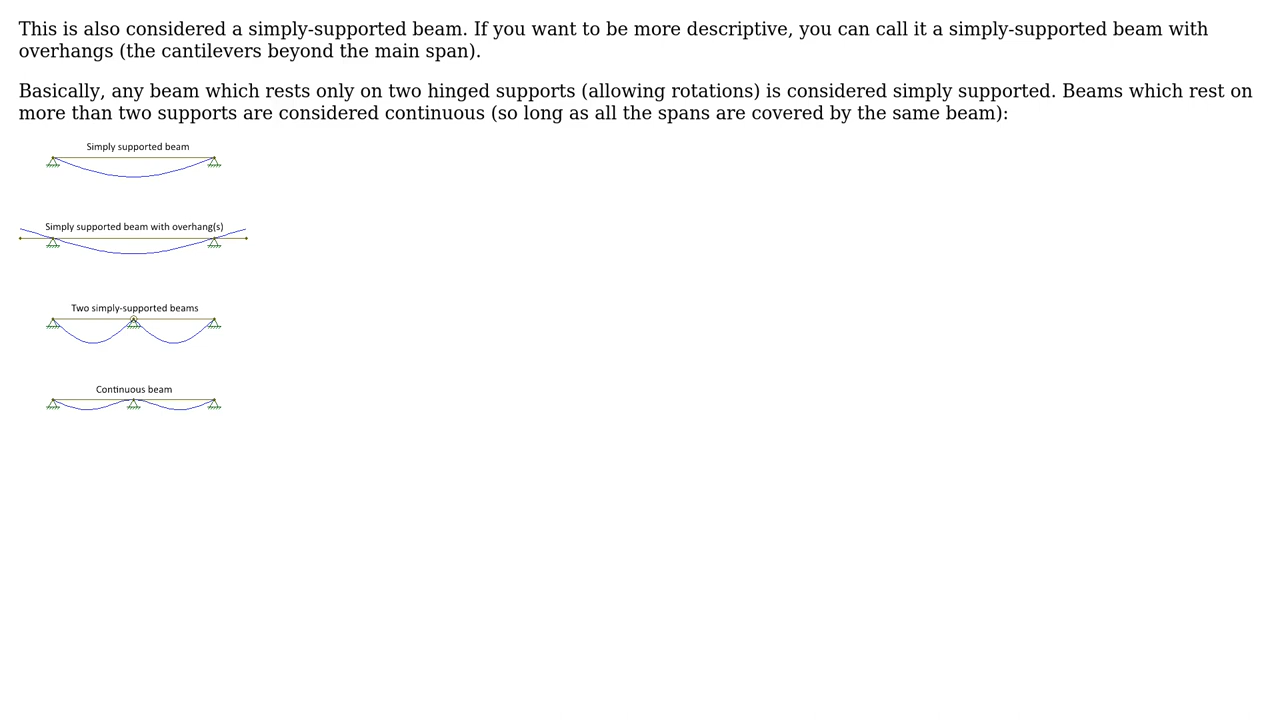 This is also considered a simply-supported beam. If you want to be more descriptive, you can call it a simply-supported beam with
overhangs (the cantilevers beyond the main span).
Basically, any beam which rests only on two hinged supports (allowing rotations) is considered simply supported. Beams which rest on
more than two supports are considered continuous (so long as all the spans are covered by the same beam):
Simply supported beam
Simply supported beam with overhang(s)
Two simply-supported beams
Continuous beam